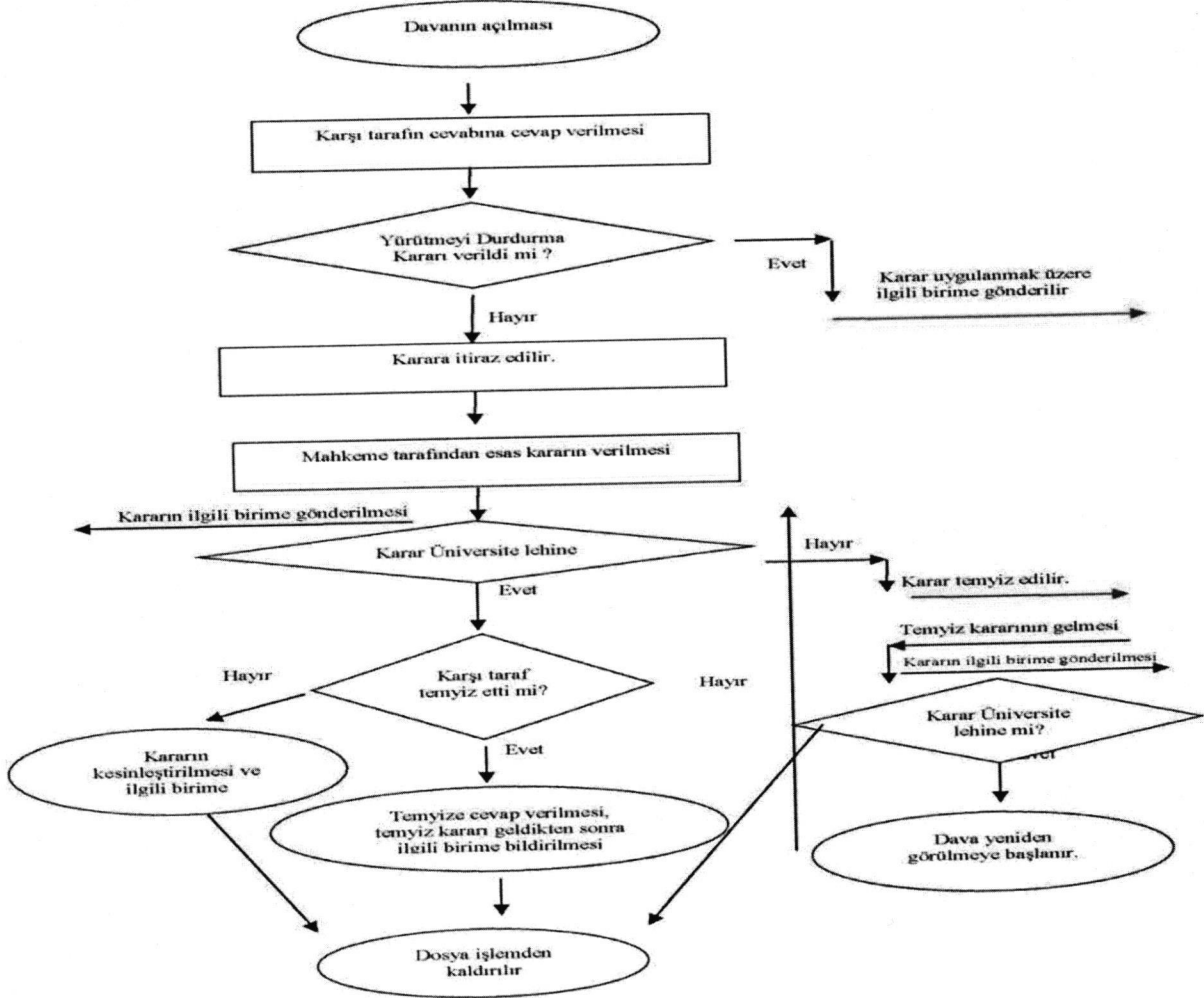 Davanın açılması
Karşı tarafın cevabına cevap verilmesi
Yürütmeyi Durdurma
Kararı verildi mi ?
Evet
Karar uygulanmak üzere
ilgili birime gönderilir
Hayır
Karara itiraz edilir.
Mahkeme tarafından esas kararın verilmesi
Kararın ilgili birime gönderilmesi
Karar Üniversite lehine
Hayır
Karar temyiz edilir.
Evet
Temyiz kararının gelmesi
Kararın ilgili birime gönderilmesi
Hayır
Karşı taraf
temyiz etti mi?
Hayır
Karar Üniversite
lehine mi?
Evet
Evet
Kararın
kesinleştirilmesi ve
ilgili birime
Temyize cevap verilmesi,
temyiz kararı geldikten sonra
ilgili birime bildirilmesi
Dava yeniden
görülmeye başlanır.
Dosya işlemden
kaldırılır